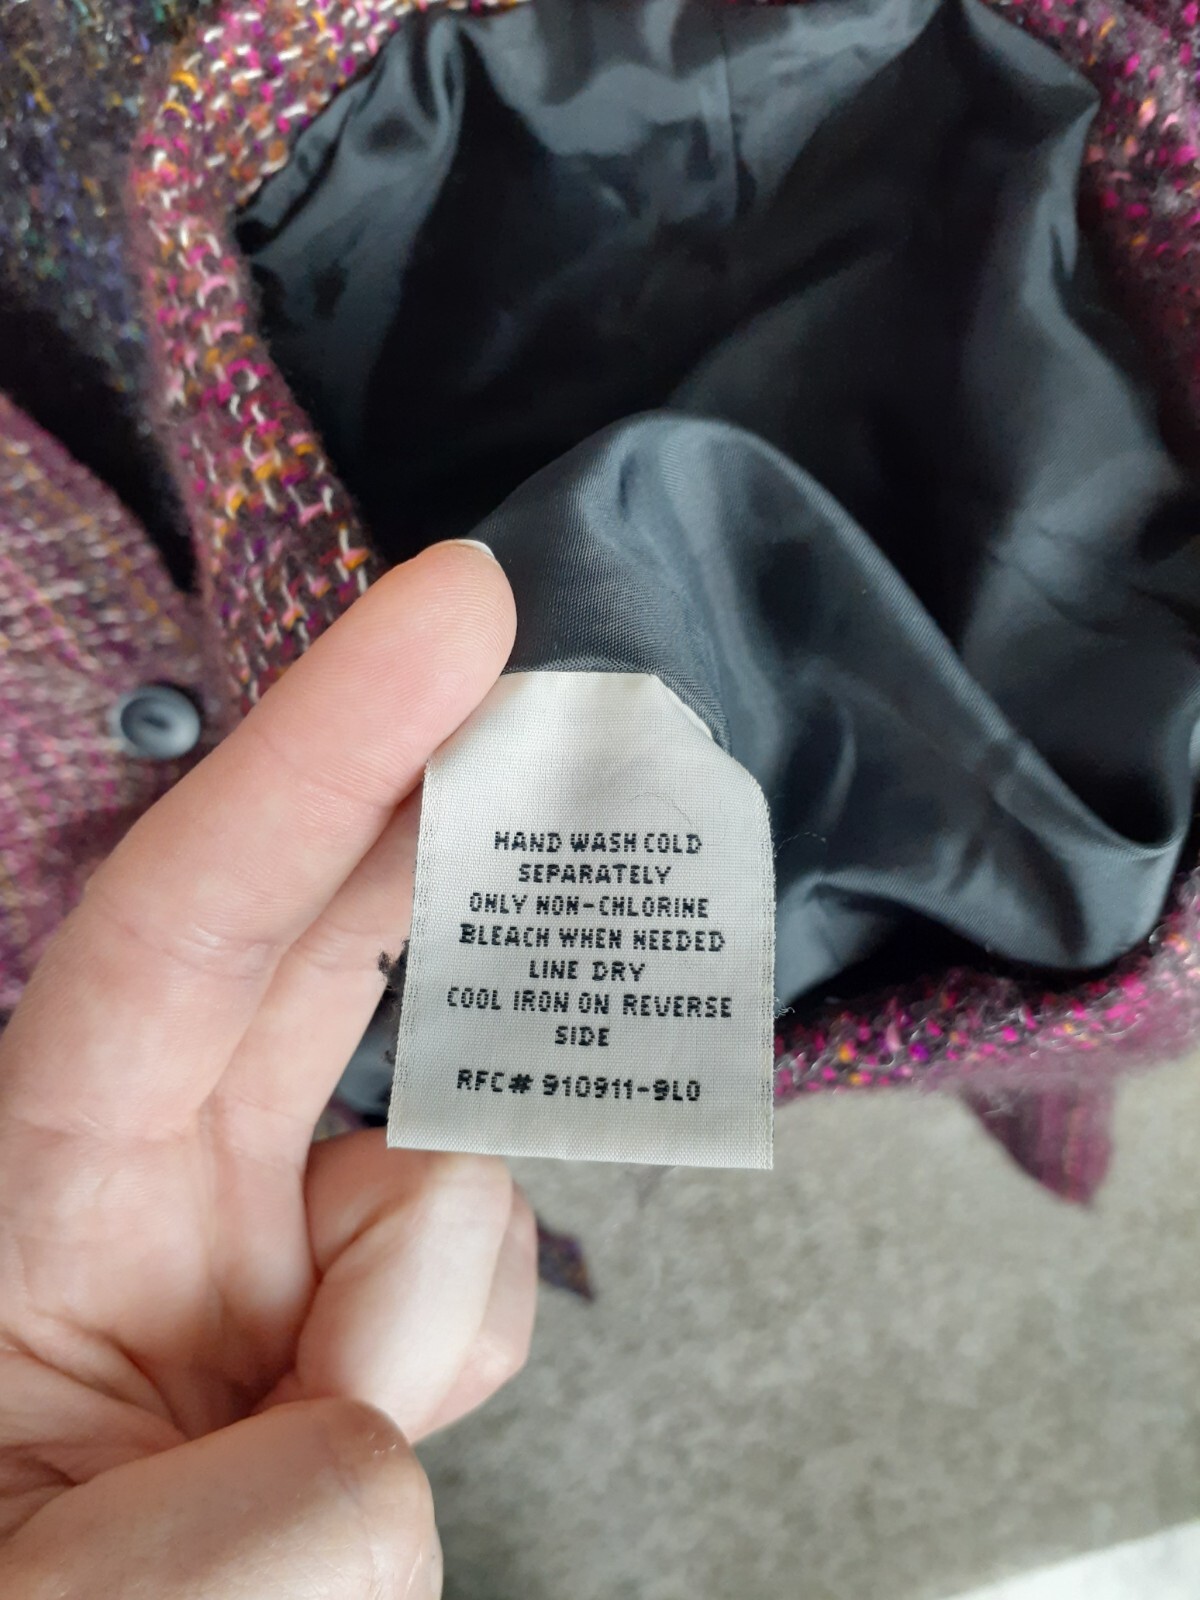 HAND WASH COLD
SEPARATELY
ONLY NON-CHLORINE
BLEACH WHEN NEEDED
LINE DRY
COOL IRON ON REVERSE
SIDE
RFC# 910911-9L0